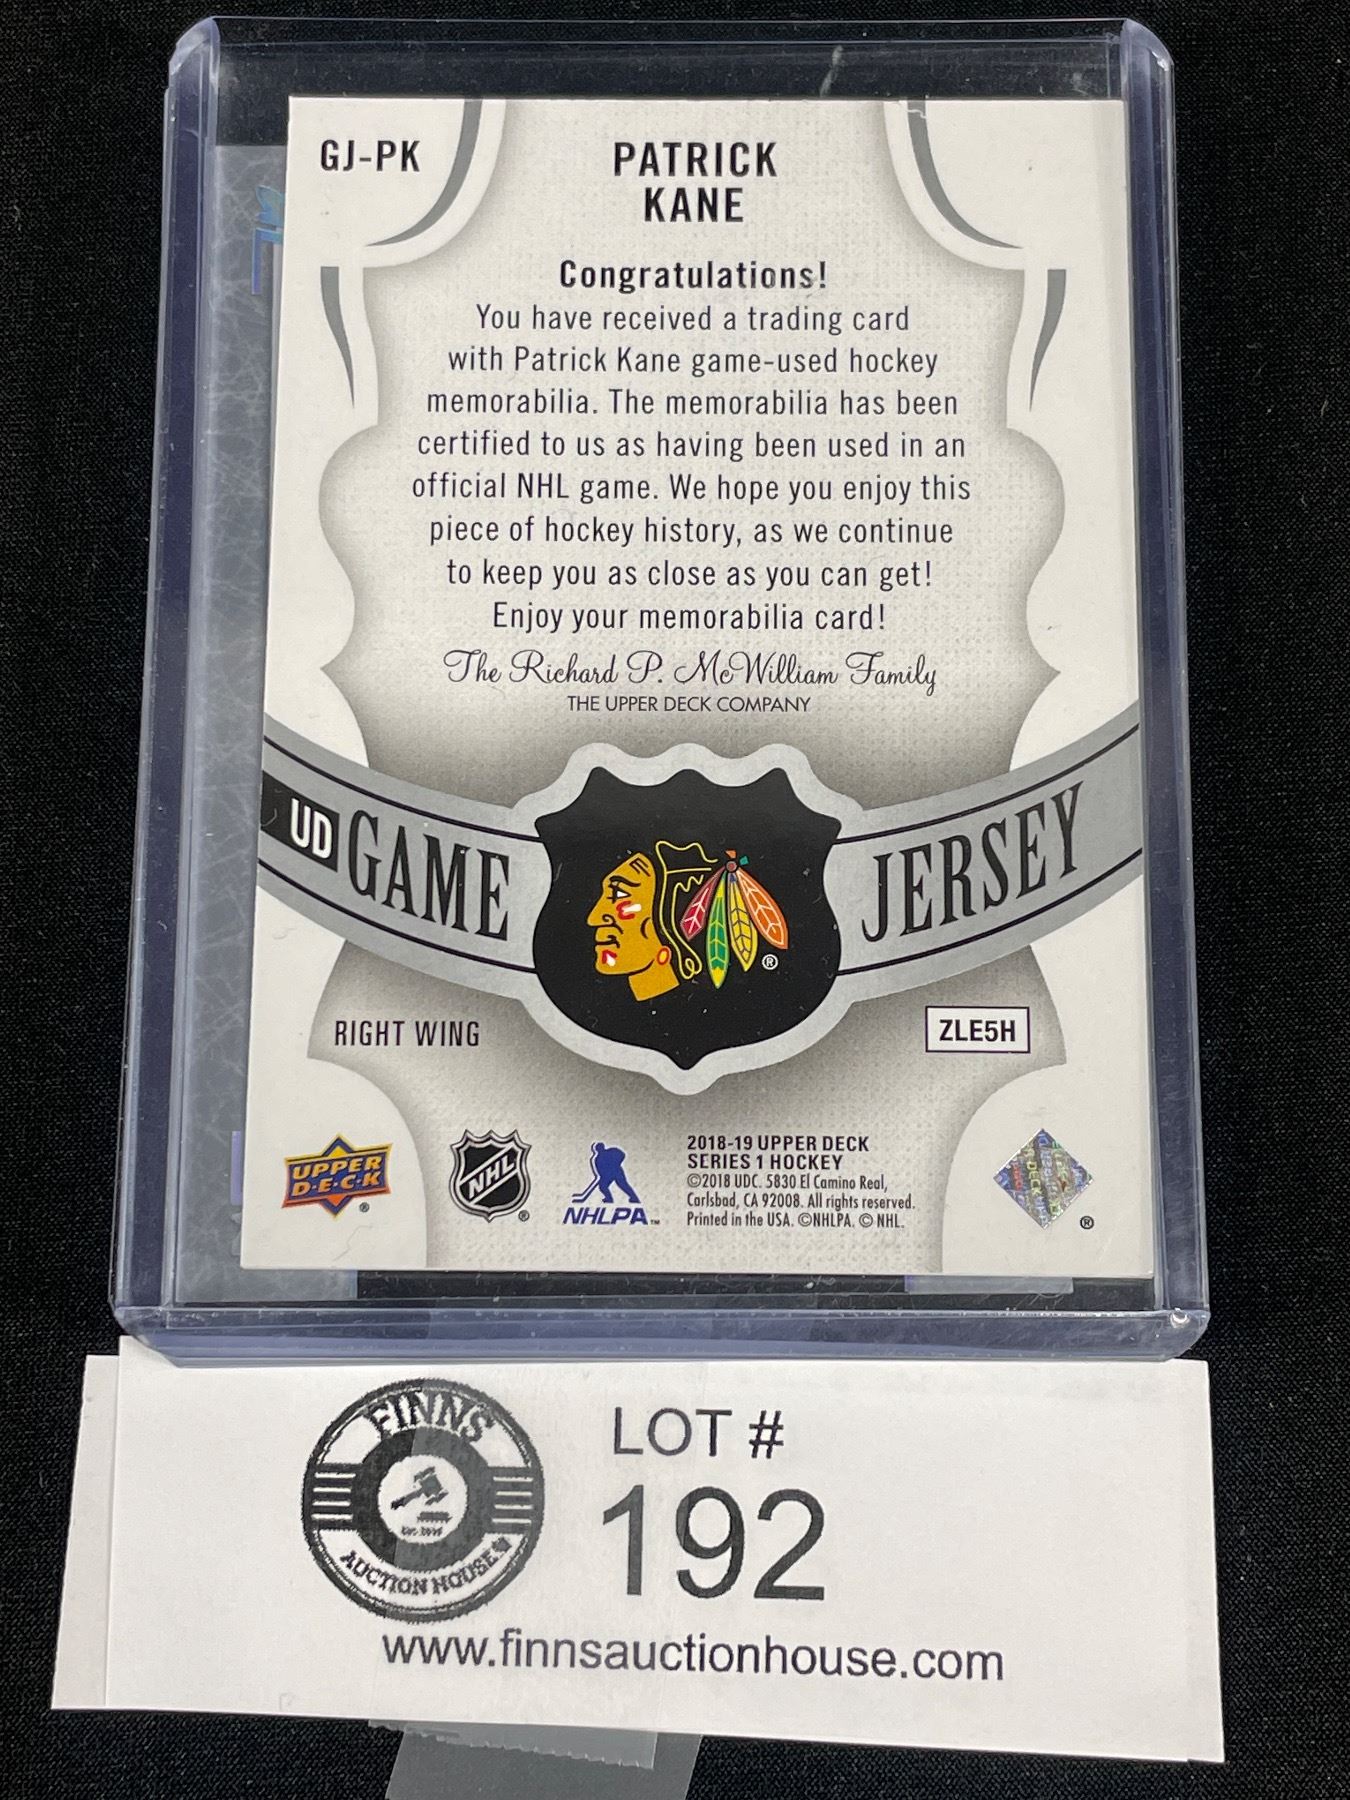 GJ-PK
PATRICK
KANE
Congratulations!
You have received a trading card
with Patrick Kane game-used hockey
memorabilia. The memorabilia has been
certified to us as having been used in an
official NHL game. We hope you enjoy this
piece of hockey history, as we continue
to keep you as close as you can get!
Enjoy your memorabilia card!
The Richard P. McWilliam Family
THE UPPER DECK COMPANY
UD GAME JERSEY
®
RIGHT WING
ZLE5H
UPPER
D·E·C·K
®
NHL
®
NHLPA™
2018-19 UPPER DECK
SERIES 1 HOCKEY
©2018 UDC. 5830 El Camino Real,
Carlsbad, CA 92008. All rights reserved.
Printed in the USA. ©NHLPA. © NHL.
®
FINNS
AUCTION HOUSE
LOT #
192
www.finnsauctionhouse.com